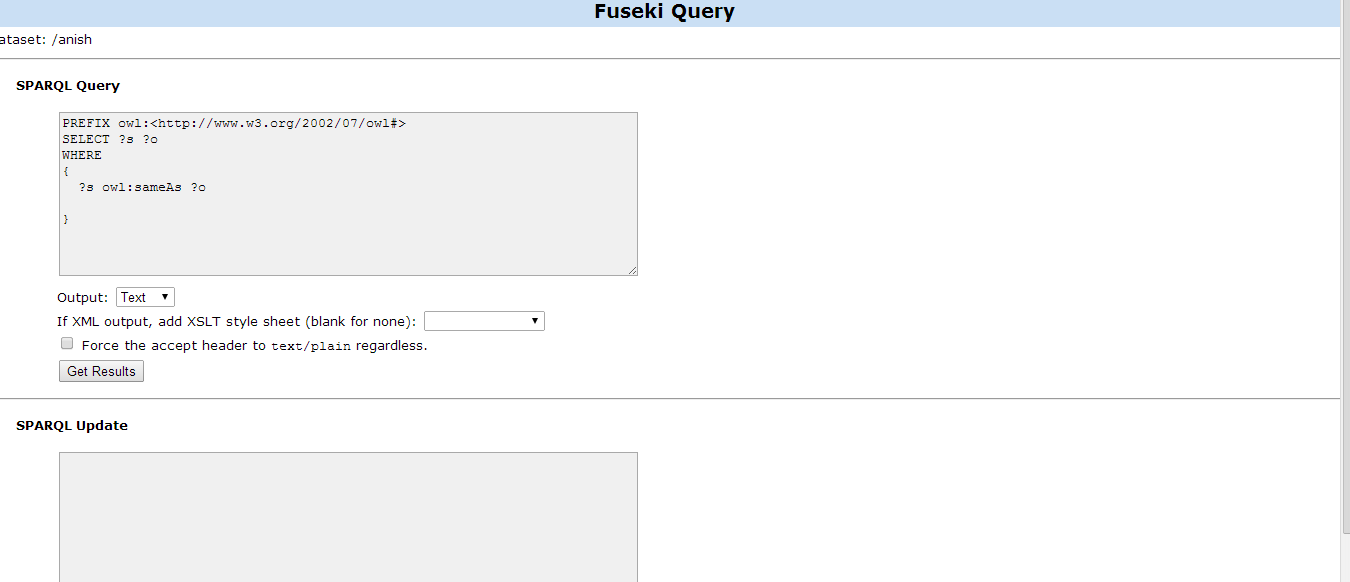 Fuseki Query
ataset: /anish
SPARQL Query
PREFIX owl:<http://www.w3.org/2002/07/owl#>
SELECT ?s ?o
WHERE
{
?s owl:sameAs ?o
}
Output: Text
If XML output, add XSLT style sheet (blank for none):
Force the accept header to text/plain regardless.
Get Results
SPARQL Update